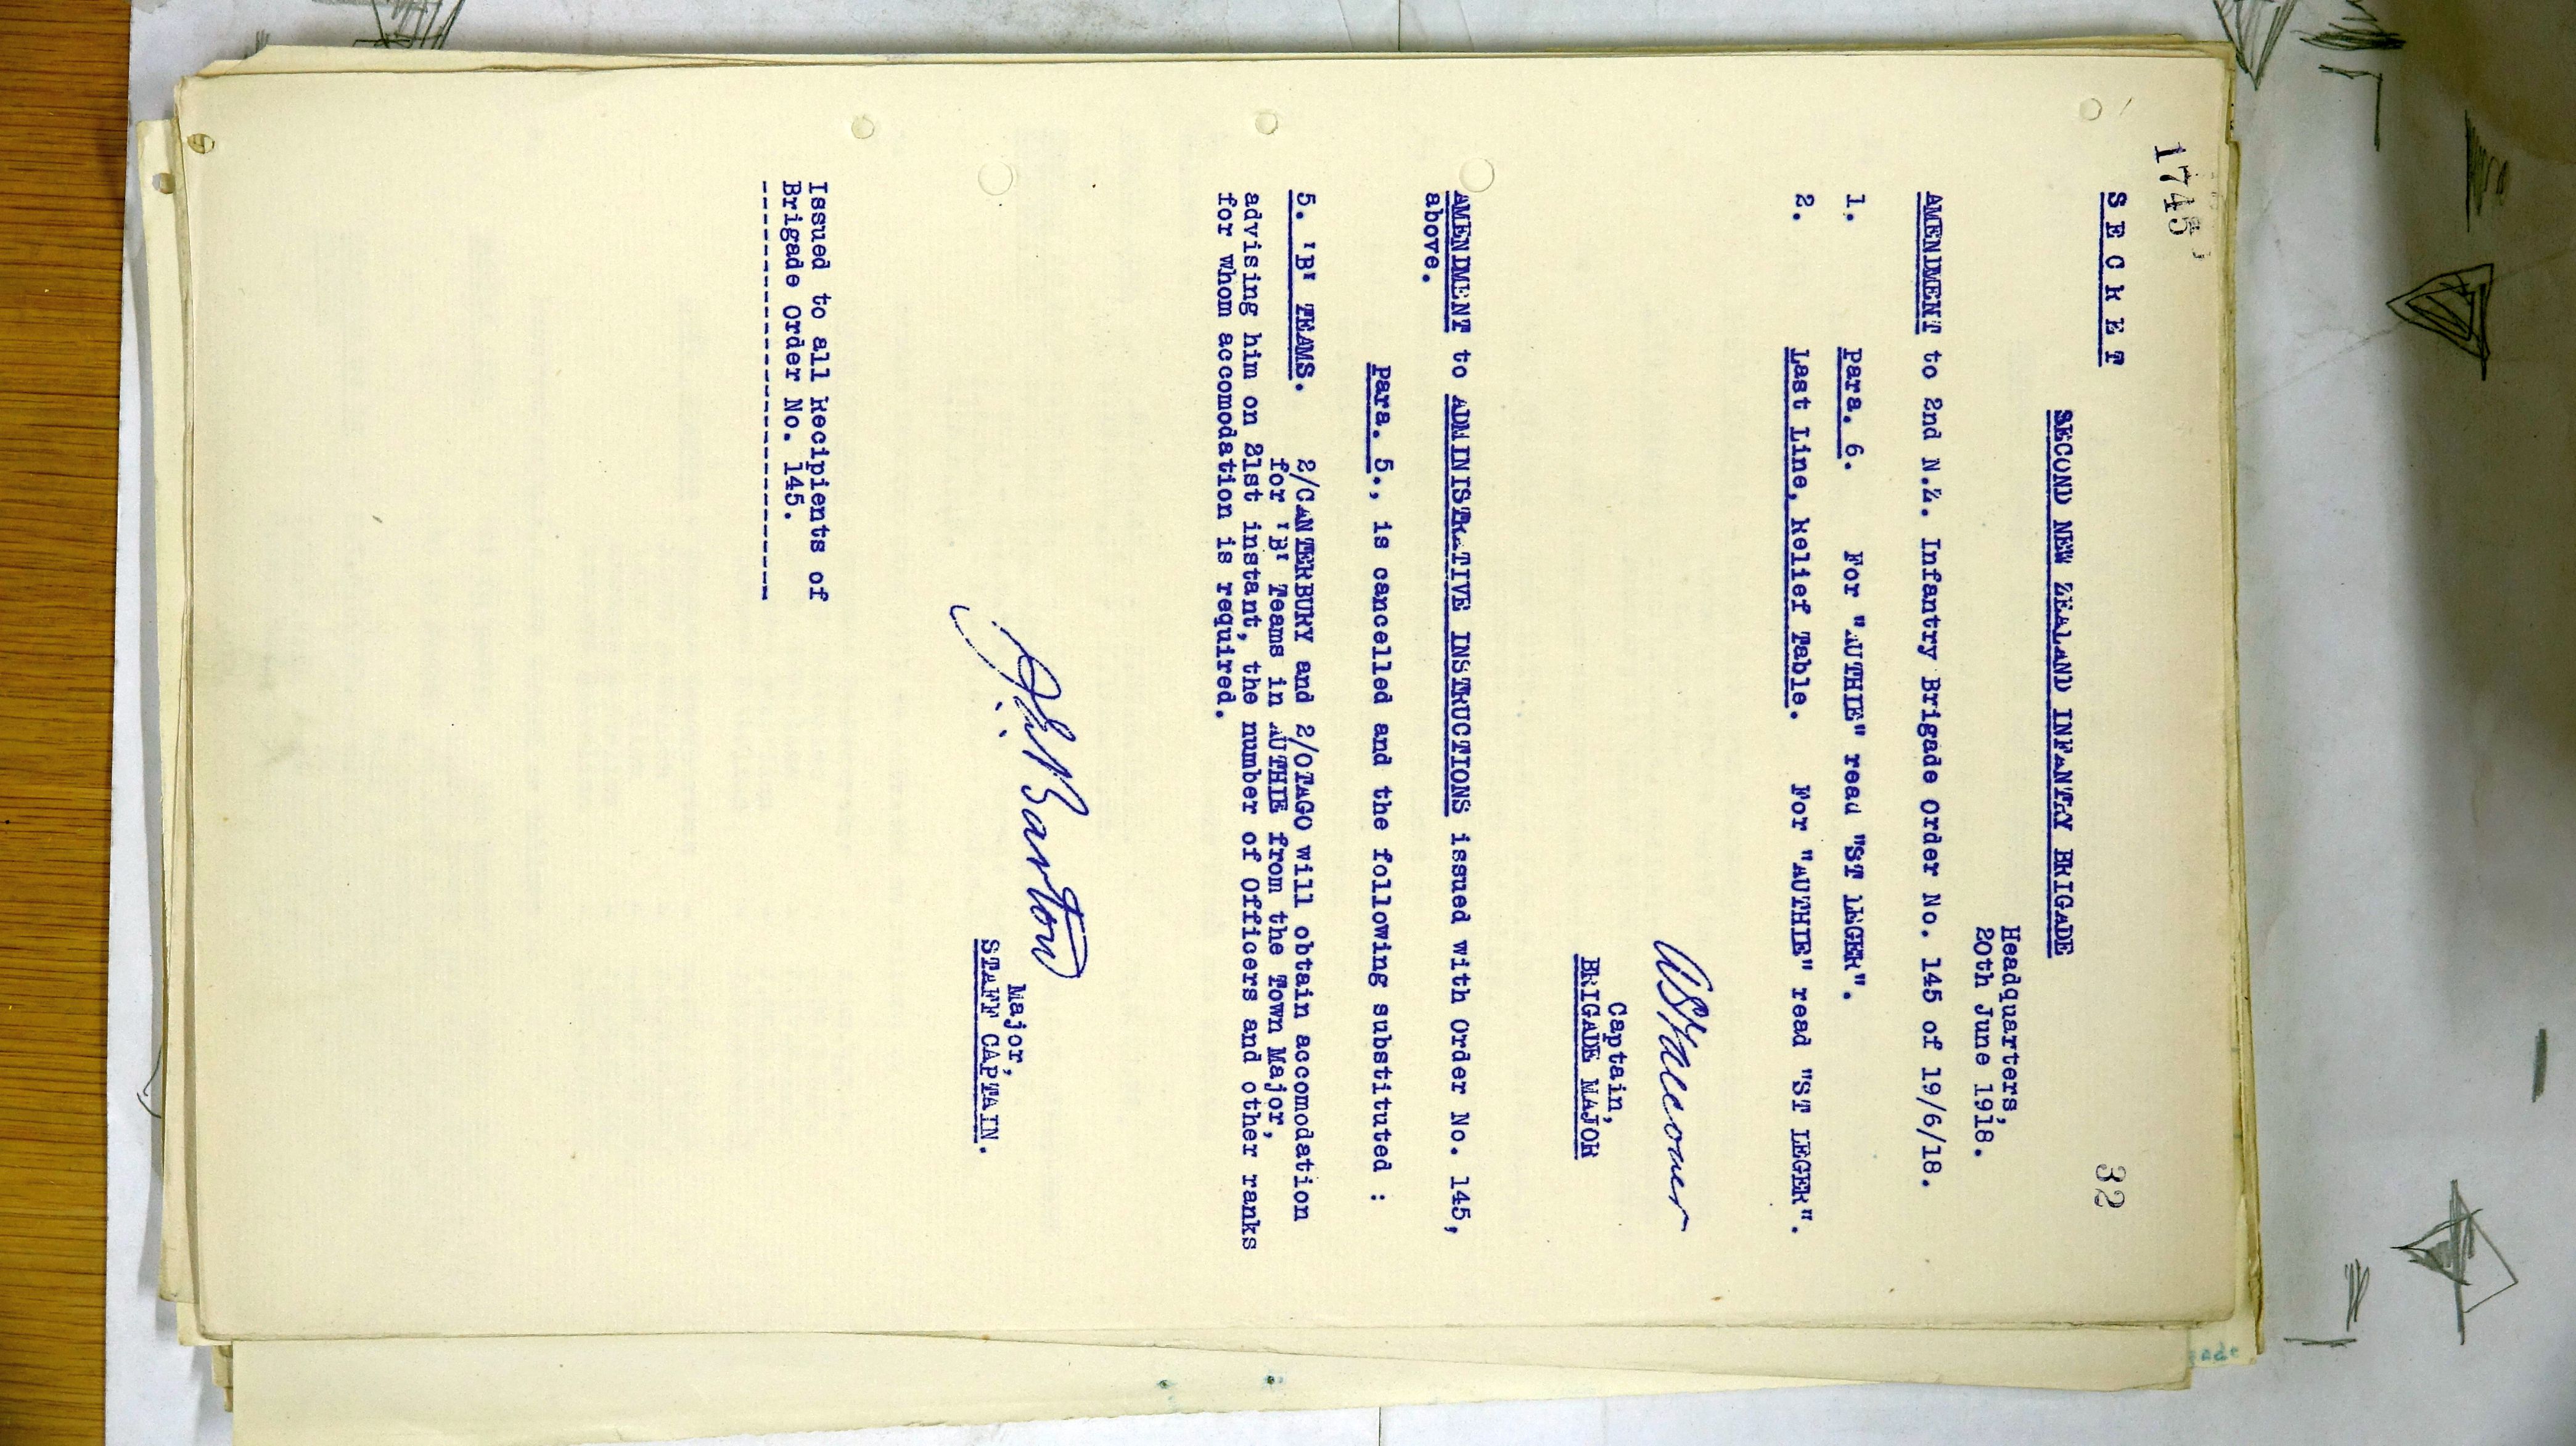 1745
32
SECRET
SECOND NEW ZEALAND INFANTRY BRIGADE
Headquarters,
20th June 1918.
AMENDMENT to 2nd N.Z. Infantry Brigade Order No. 145 of 19/6/18.
1. Para. 6. For "AUTHIE" read "ST LEGER".
2. Last Line, Relief Table. For "AUTHIE" read "ST LEGER".
Captain,
BRIGADE MAJOR
AMENDMENT to ADMINISTRATIVE INSTRUCTIONS issued with Order No. 145,
above.
Para. 5., is cancelled and the following substituted :
5. 'B' TEAMS. 2/CANTERBURY and 2/OTAGO will obtain accomodation
for 'B' Teams in AUTHIE from the Town Major,
advising him on 21st instant, the number of Officers and other ranks
for whom accomodation is required.
Barton
Major,
STAFF CAPTAIN.
Issued to all Recipients of
Brigade Order No. 145.